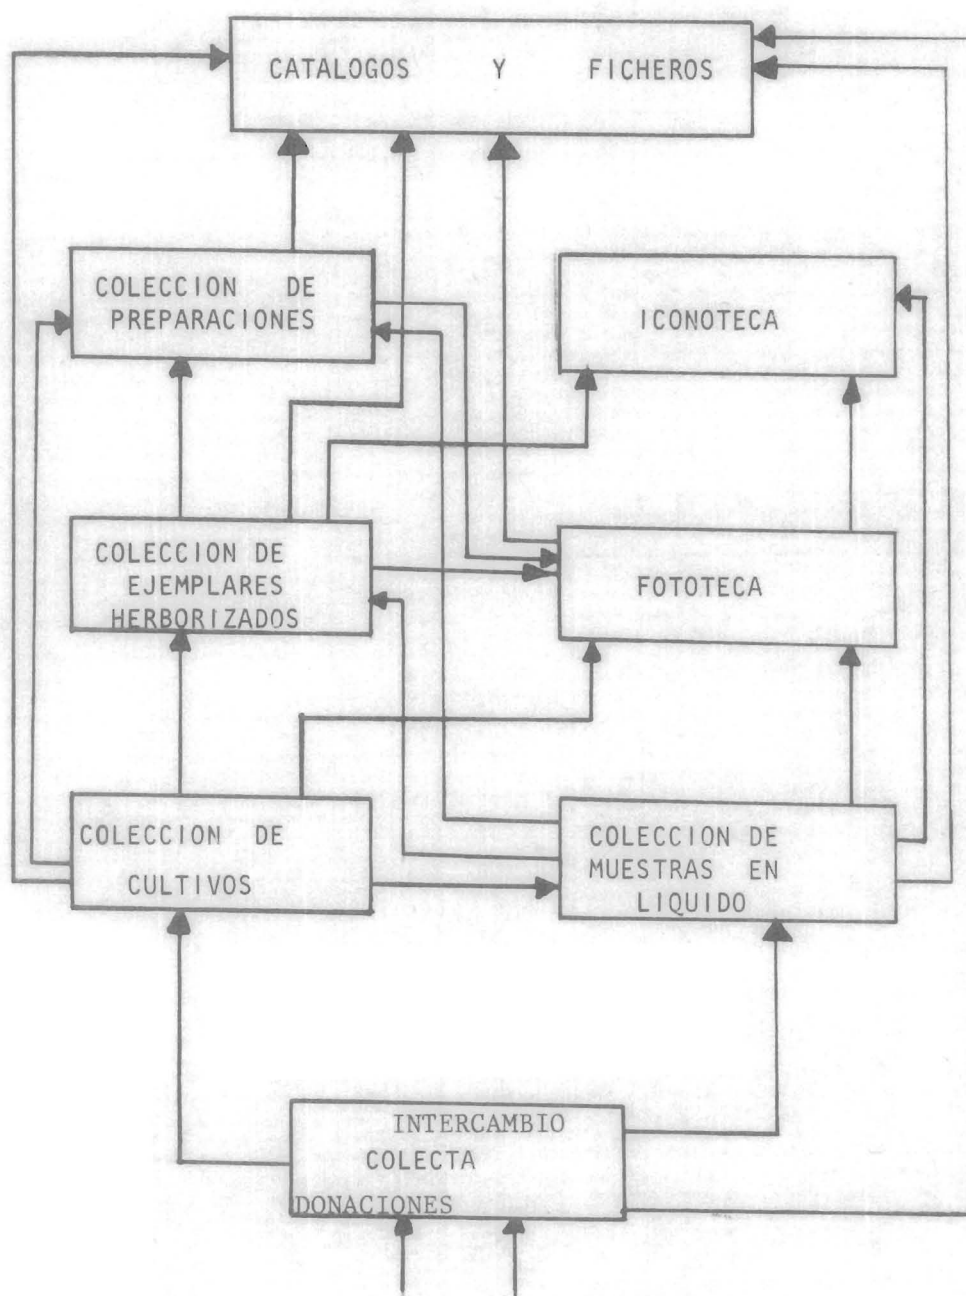 CATALOGOS Y FICHEROS
COLECCION DE
PREPARACIONES
ICONOTECA
COLECCION DE
EJEMPLARES
HERBORIZADOS
FOTOTECA
COLECCION DE
CULTIVOS
COLECCION DE
MUESTRAS EN
LIQUIDO
INTERCAMBIO
COLECTA
DONACIONES